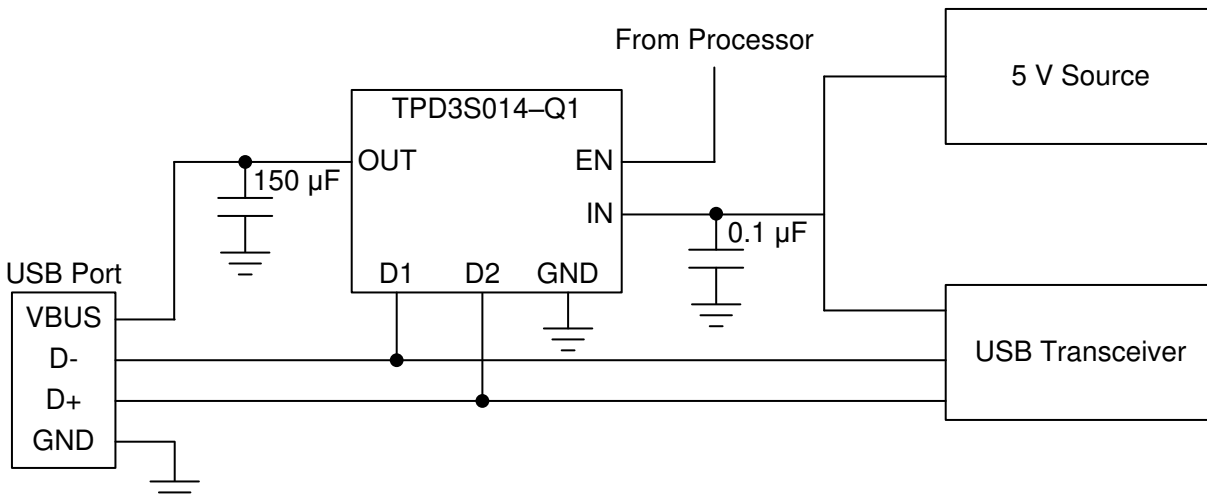 From Processor
5 V Source
TPD3S014–Q1
OUT
EN
150 µF
IN
0.1 µF
USB Port
D1
D2
GND
VBUS
D-
USB Transceiver
D+
GND